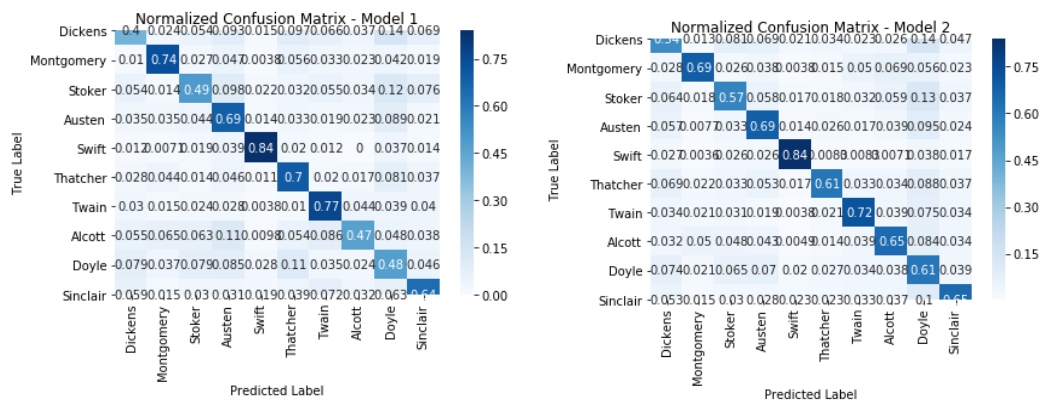 Normalized Confusion Matrix - Model 1
Dickens 0.4 0.024 0.054 0.093 0.015 0.097 0.066 0.037 0.14 0.069
Montgomery 0.01 0.74 0.027 0.047 0.0038 0.056 0.033 0.023 0.042 0.019
Stoker 0.054 0.014 0.49 0.098 0.022 0.032 0.055 0.034 0.12 0.076
Austen 0.035 0.035 0.044 0.69 0.014 0.033 0.019 0.023 0.089 0.021
Swift 0.012 0.0071 0.019 0.039 0.84 0.02 0.012 0 0.037 0.014
Thatcher 0.028 0.044 0.014 0.046 0.011 0.7 0.02 0.017 0.081 0.037
Twain 0.03 0.015 0.024 0.028 0.0038 0.01 0.77 0.044 0.039 0.04
Alcott 0.055 0.065 0.063 0.11 0.0098 0.054 0.086 0.47 0.048 0.038
Doyle 0.079 0.037 0.079 0.085 0.028 0.11 0.035 0.024 0.48 0.046
Sinclair 0.059 0.015 0.03 0.031 0.019 0.039 0.072 0.032 0.063 0.64
Dickens Montgomery Stoker Austen Swift Thatcher Twain Alcott Doyle Sinclair
Predicted Label
True Label
0.75
0.60
0.45
0.30
0.15
0.00
Normalized Confusion Matrix - Model 2
Dickens 0.54 0.013 0.081 0.069 0.021 0.034 0.023 0.026 0.14 0.047
Montgomery 0.028 0.69 0.026 0.038 0.0038 0.015 0.05 0.069 0.056 0.023
Stoker 0.064 0.018 0.57 0.058 0.017 0.018 0.032 0.059 0.13 0.037
Austen 0.057 0.0077 0.033 0.69 0.014 0.026 0.017 0.039 0.095 0.024
Swift 0.027 0.0036 0.026 0.026 0.84 0.0083 0.0083 0.0071 0.038 0.017
Thatcher 0.069 0.022 0.033 0.053 0.017 0.61 0.033 0.034 0.088 0.037
Twain 0.034 0.021 0.031 0.019 0.0038 0.021 0.72 0.039 0.075 0.034
Alcott 0.032 0.05 0.048 0.043 0.0049 0.014 0.039 0.65 0.084 0.034
Doyle 0.074 0.021 0.065 0.07 0.02 0.027 0.034 0.038 0.61 0.039
Sinclair 0.053 0.015 0.03 0.028 0.023 0.023 0.033 0.037 0.1 0.65
Dickens Montgomery Stoker Austen Swift Thatcher Twain Alcott Doyle Sinclair
Predicted Label
True Label
0.75
0.60
0.45
0.30
0.15